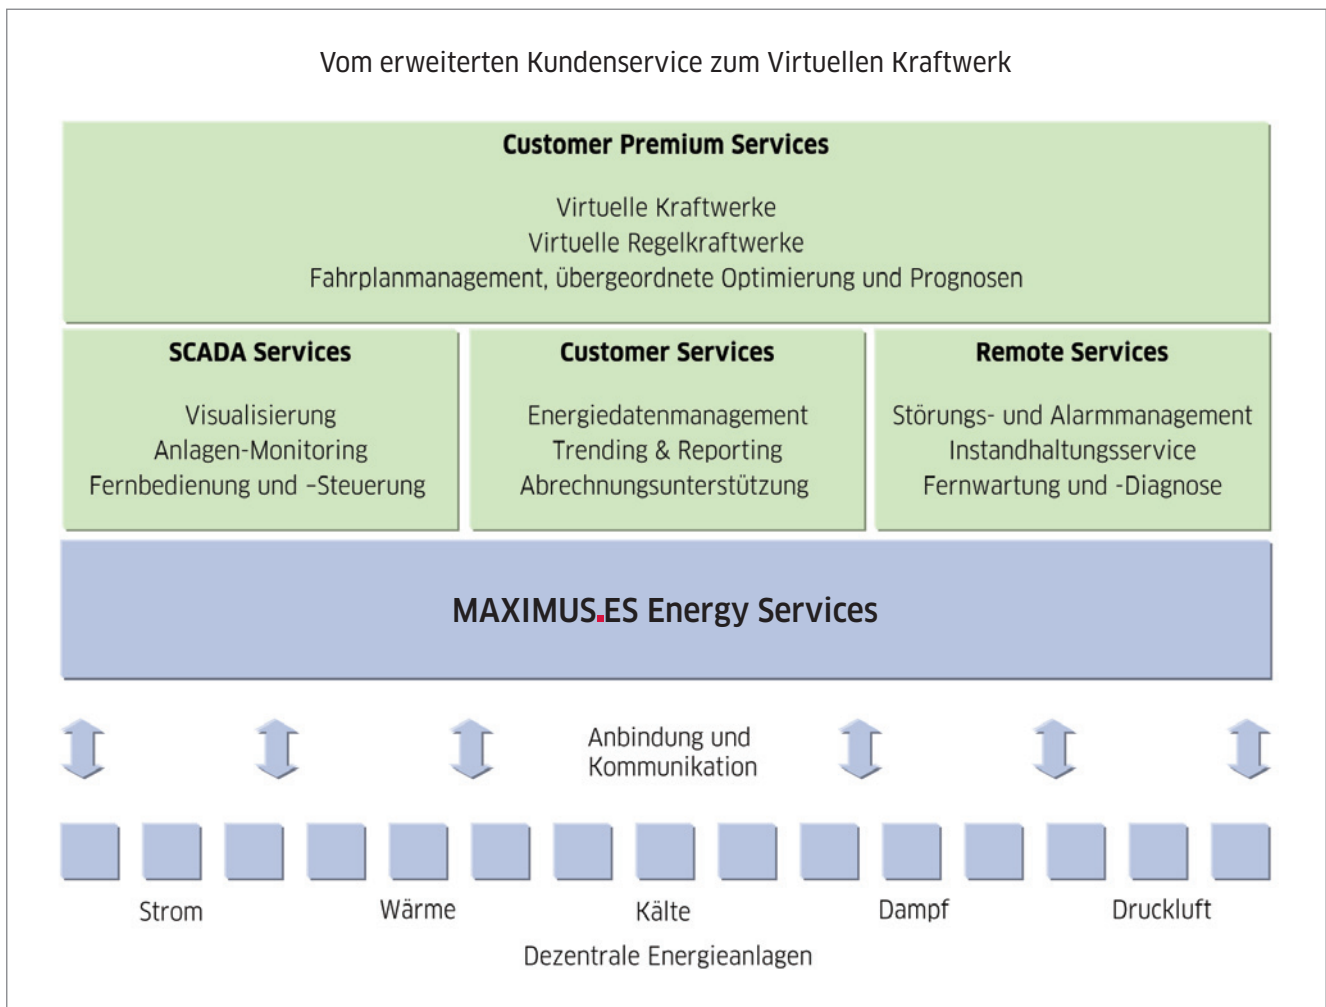 Vom erweiterten Kundenservice zum Virtuellen Kraftwerk
Customer Premium Services
Virtuelle Kraftwerke
Virtuelle Regelkraftwerke
Fahrplanmanagement, übergeordnete Optimierung und Prognosen
SCADA Services
Visualisierung
Anlagen-Monitoring
Fernbedienung und –Steuerung
Customer Services
Energiedatenmanagement
Trending & Reporting
Abrechnungsunterstützung
Remote Services
Störungs- und Alarmmanagement
Instandhaltungsservice
Fernwartung und -Diagnose
MAXIMUS.ES Energy Services
Anbindung und
Kommunikation
Strom
Wärme
Kälte
Dampf
Druckluft
Dezentrale Energieanlagen